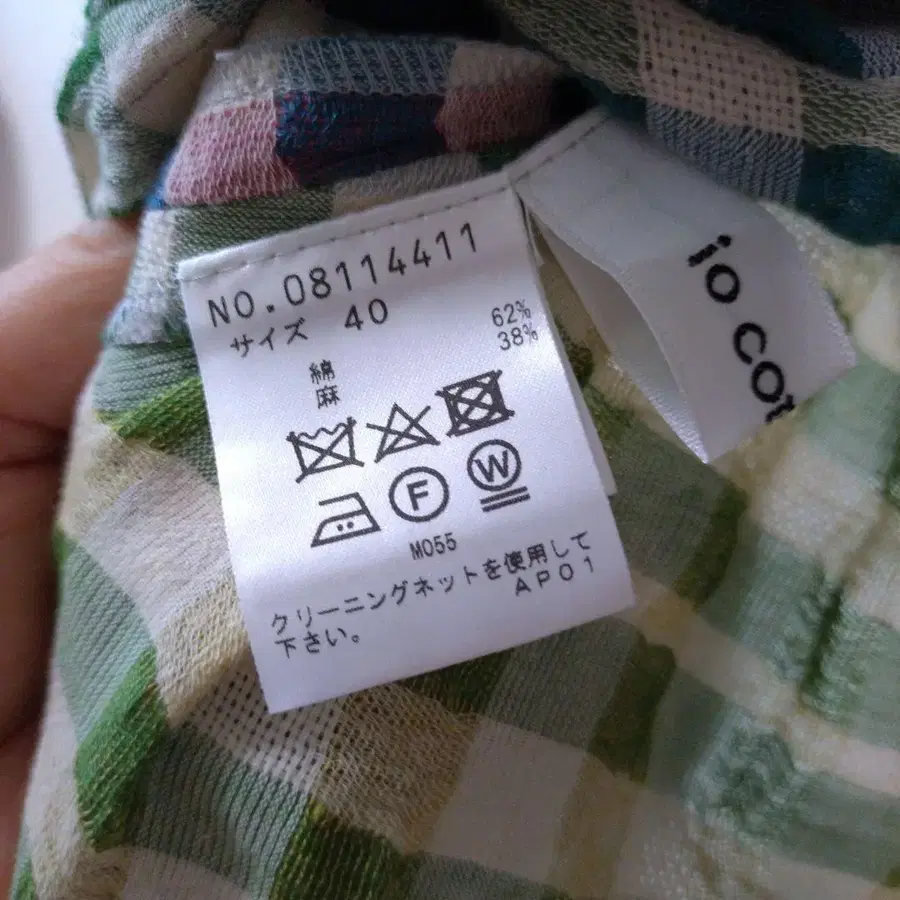 NO.08114411
サイズ 40
綿 62%
麻 38%
F W
M055
クリーニングネットを使用して
下さい。 AP01
io